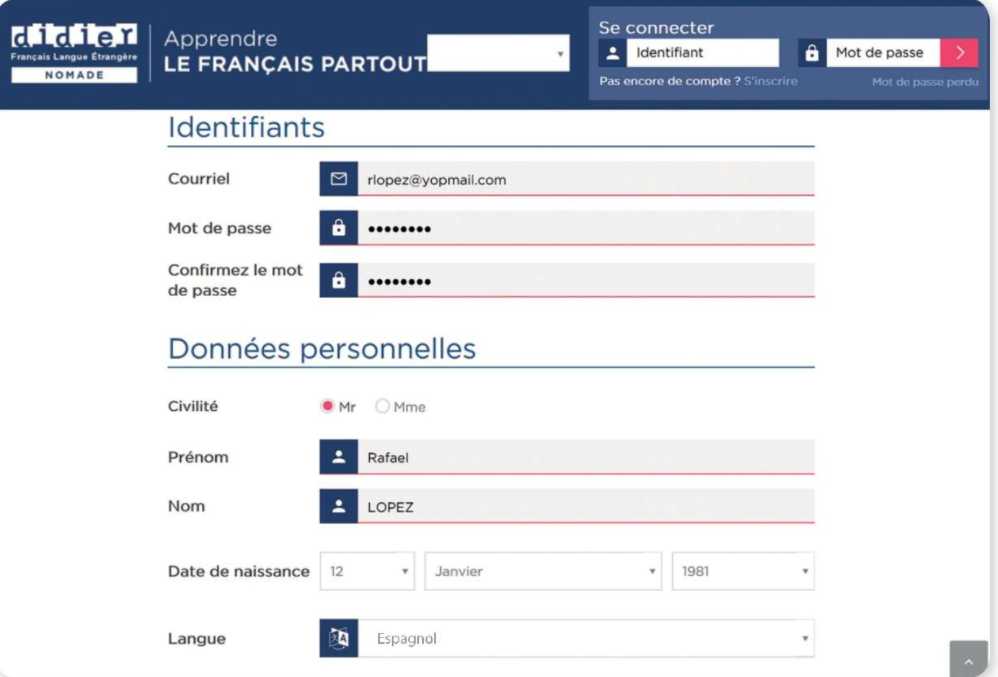 didier
Français Langue Étrangère
NOMADE
Apprendre
LE FRANÇAIS PARTOUT
Se connecter
Identifiant
Mot de passe
Pas encore de compte ? S'inscrire
Mot de passe perdu
Identifiants
Courriel
rlopez@yopmail.com
Mot de passe
••••••••
Confirmez le mot
de passe
••••••••
Données personnelles
Civilité
Mr Mme
Prénom
Rafael
Nom
LOPEZ
Date de naissance
12 Janvier 1981
Langue
Espagnol